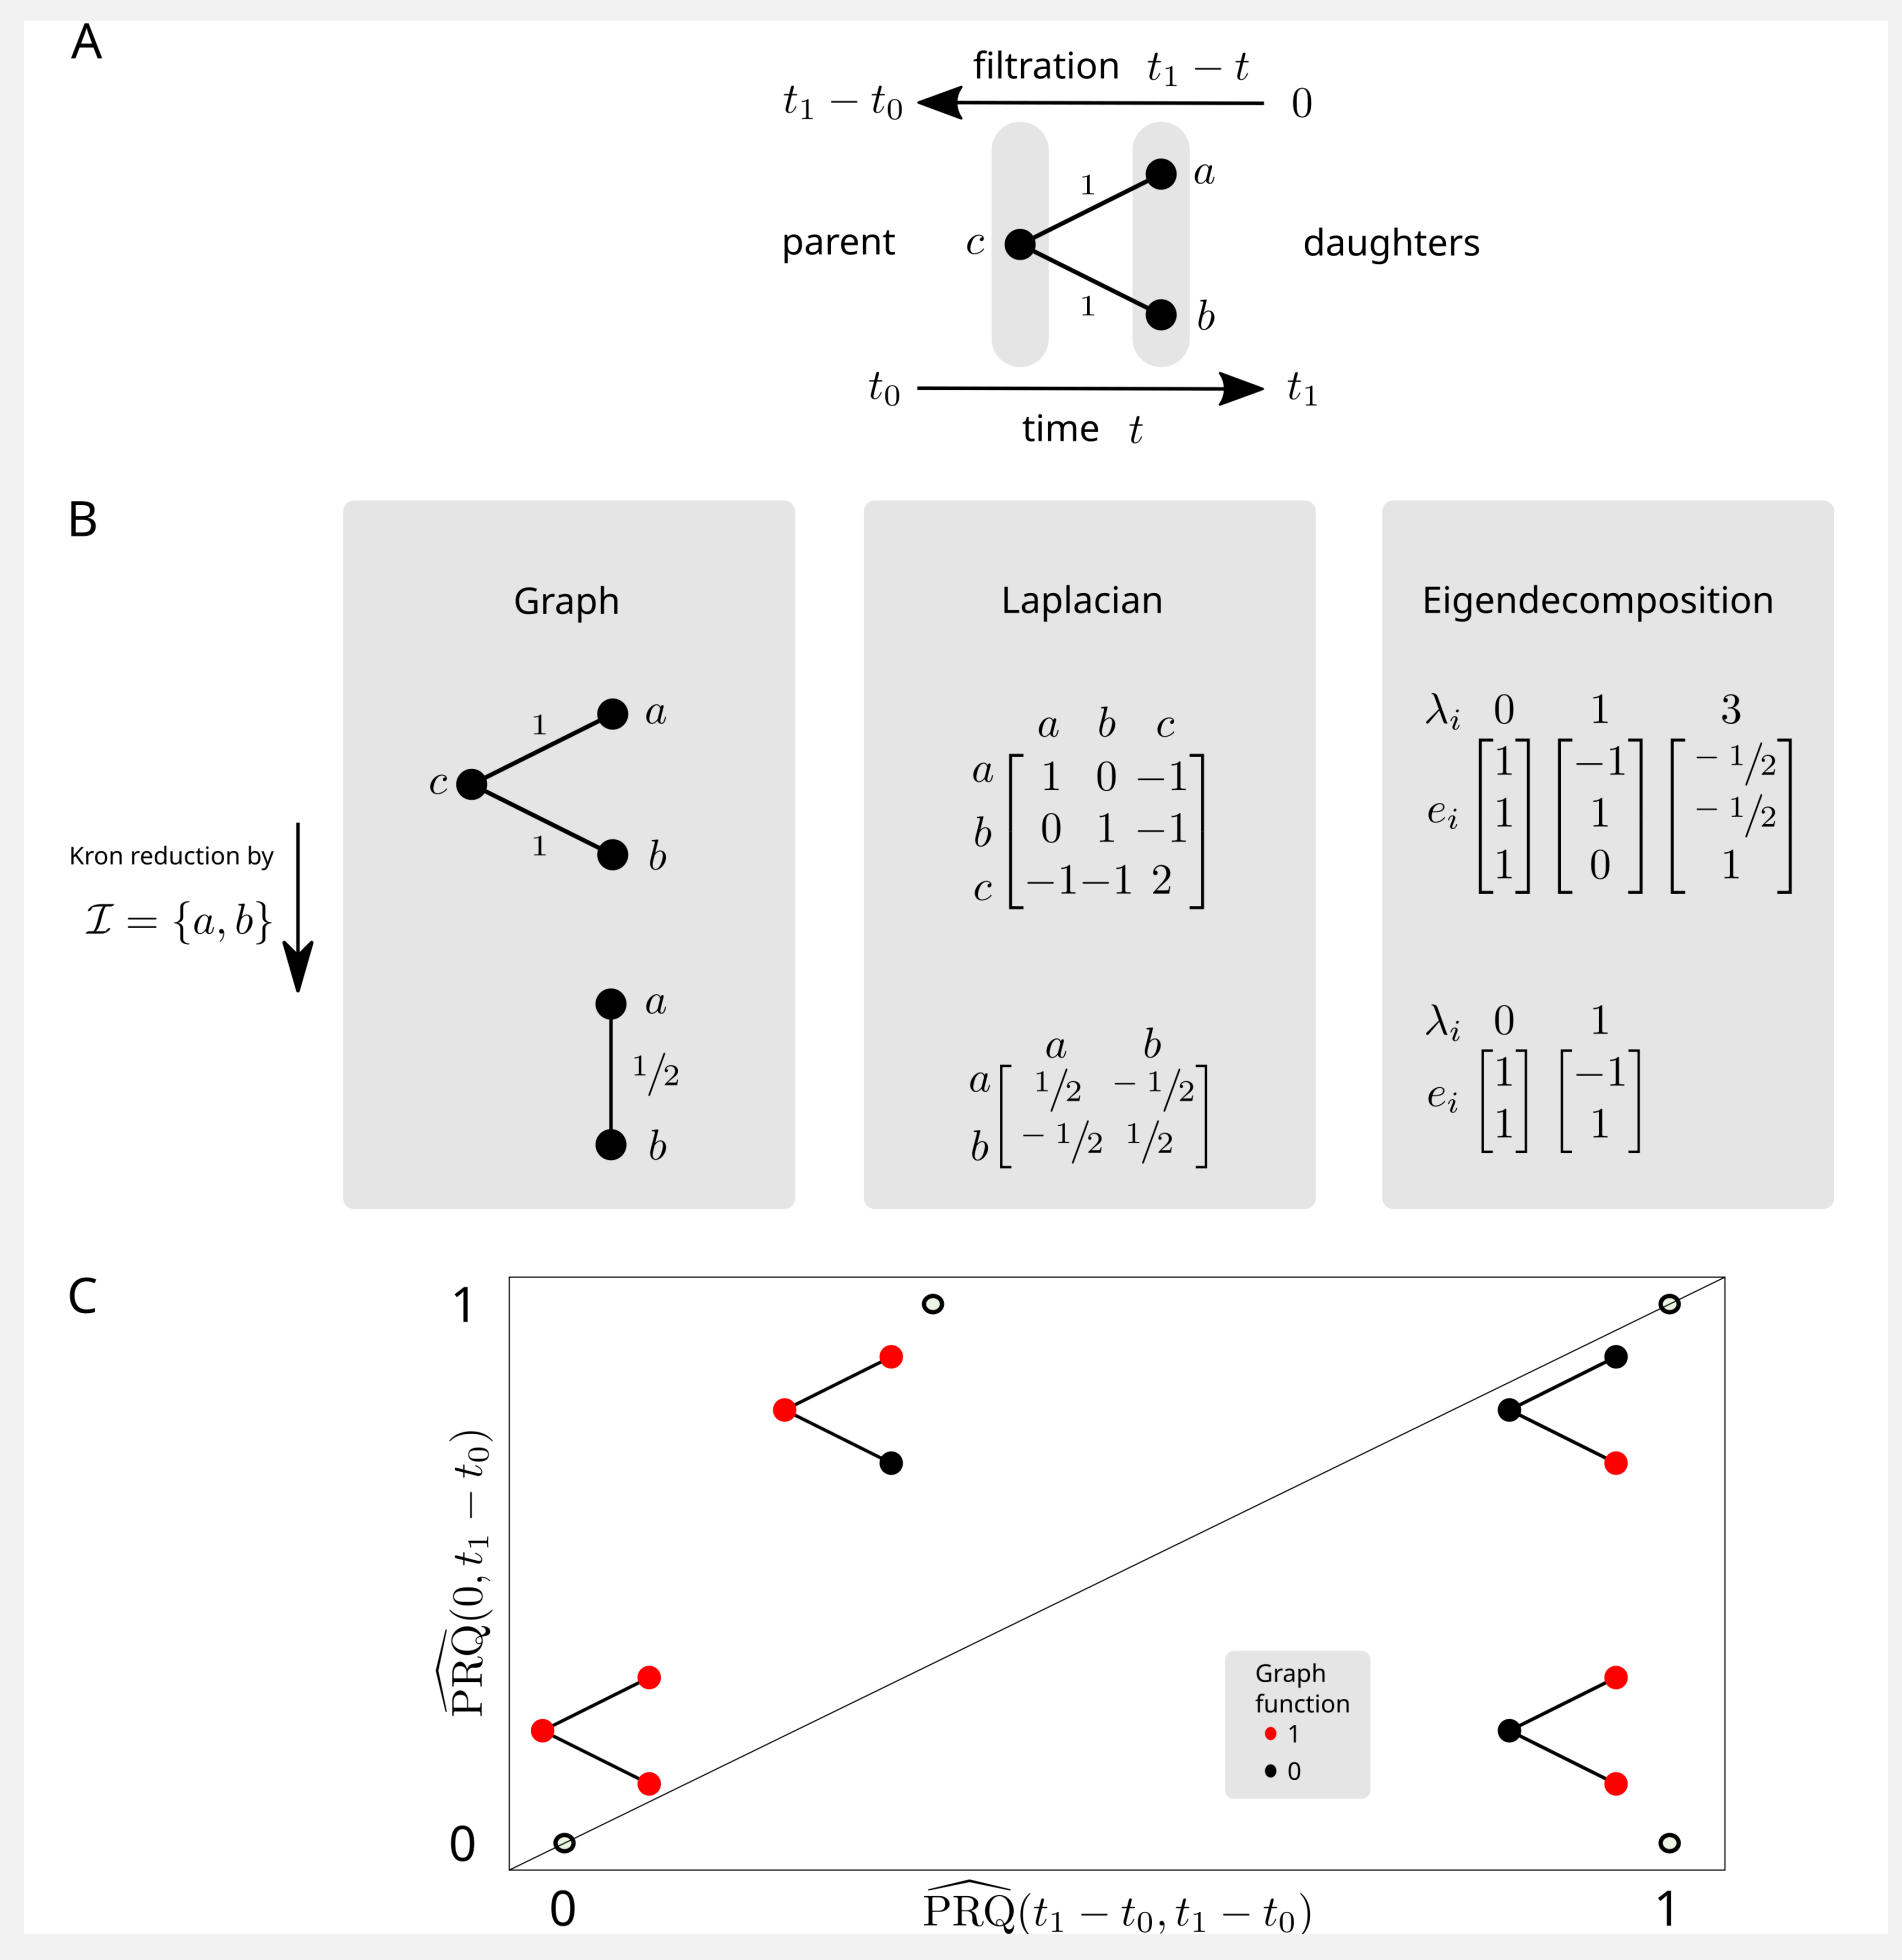 A
filtration t₁ − t
t₁ − t₀ 0
1 a
parent c daughters
1 b
t₀ t₁
time t
B
Graph Laplacian Eigendecomposition
1 a
c
1 b
a b c
a 1 0 −1
b 0 1 −1
c −1 −1 2
λᵢ 0 1 3
1 −1 − 1/2
eᵢ 1 1 − 1/2
1 0 1
Kron reduction by
ℐ = {a, b}
a
1/2
b
a b
a 1/2 − 1/2
b − 1/2 1/2
λᵢ 0 1
eᵢ 1 −1
1 1
C
1
P̂RQ(0, t₁ − t₀)
Graph
function
1
0
0
0 1
P̂RQ(t₁ − t₀, t₁ − t₀)